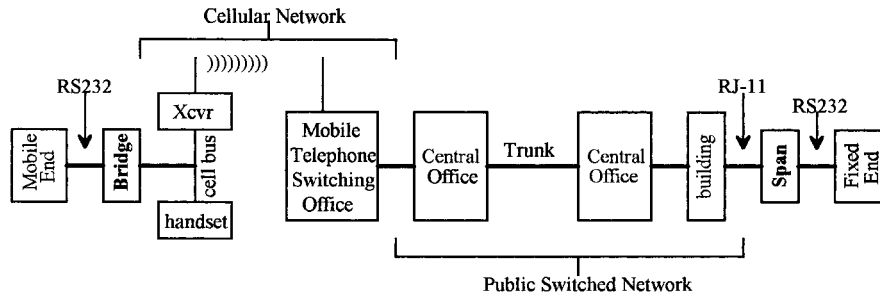 Cellular Network
)))))))))
RS232
Xcvr
RJ-11
RS232
Mobile
End
Bridge
cell bus
handset
Mobile
Telephone
Switching
Office
Central
Office
Trunk
Central
Office
building
Span
Fixed
End
Public Switched Network